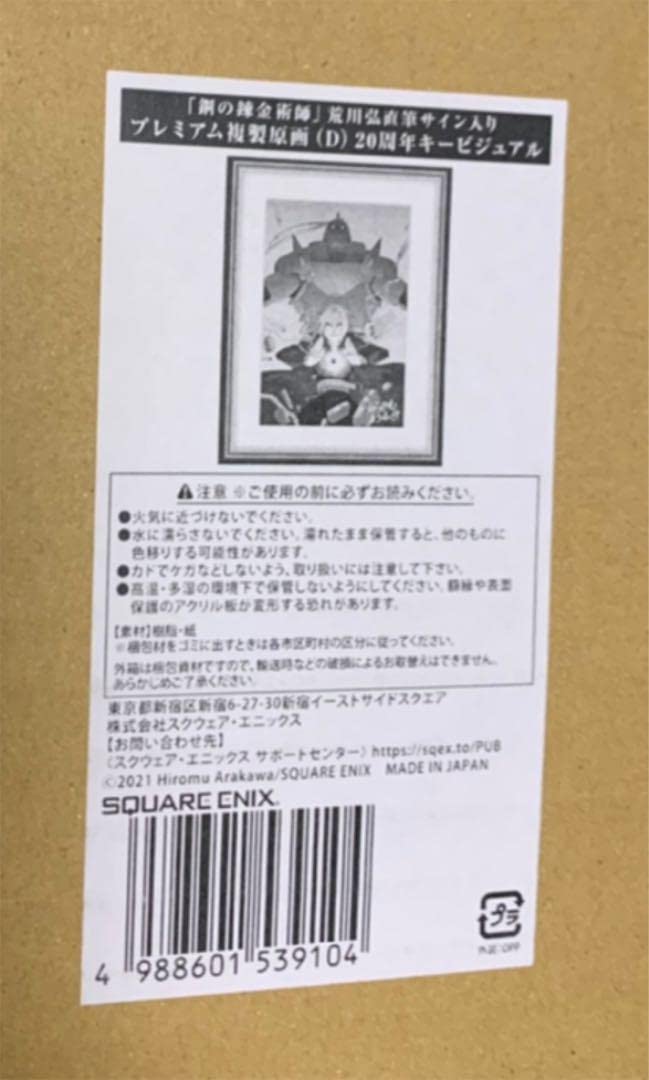 「鋼の錬金術師」荒川弘直筆サイン入り
プレミアム複製原画(D)20周年キービジュアル
⚠注意 ※ご使用の前に必ずお読みください。
●火気に近づけないでください。
●水に濡らさないでください。濡れたまま保管すると、他のものに
色移りする可能性があります。
●カドでケガなどしないよう、取り扱いには注意して下さい。
●高温・多湿の環境下で保管しないようにしてください。額縁や表面
保護のアクリル板が変形する恐れがあります。
【素材】樹脂・紙
※梱包材をゴミに出すときは各市区町村の区分に従ってください。
外箱は梱包資材ですので、輸送時などの破損によるお取替えはできません。
あらかじめご了承ください。
東京都新宿区新宿6-27-30新宿イーストサイドスクエア
株式会社スクウェア・エニックス
【お問い合わせ先】
〈スクウェア・エニックス サポートセンター〉https://sqex.to/PUB
©2021 Hiromu Arakawa/SQUARE ENIX MADE IN JAPAN
SQUARE ENIX.
4 988601 539104
プラ
外装:OPP